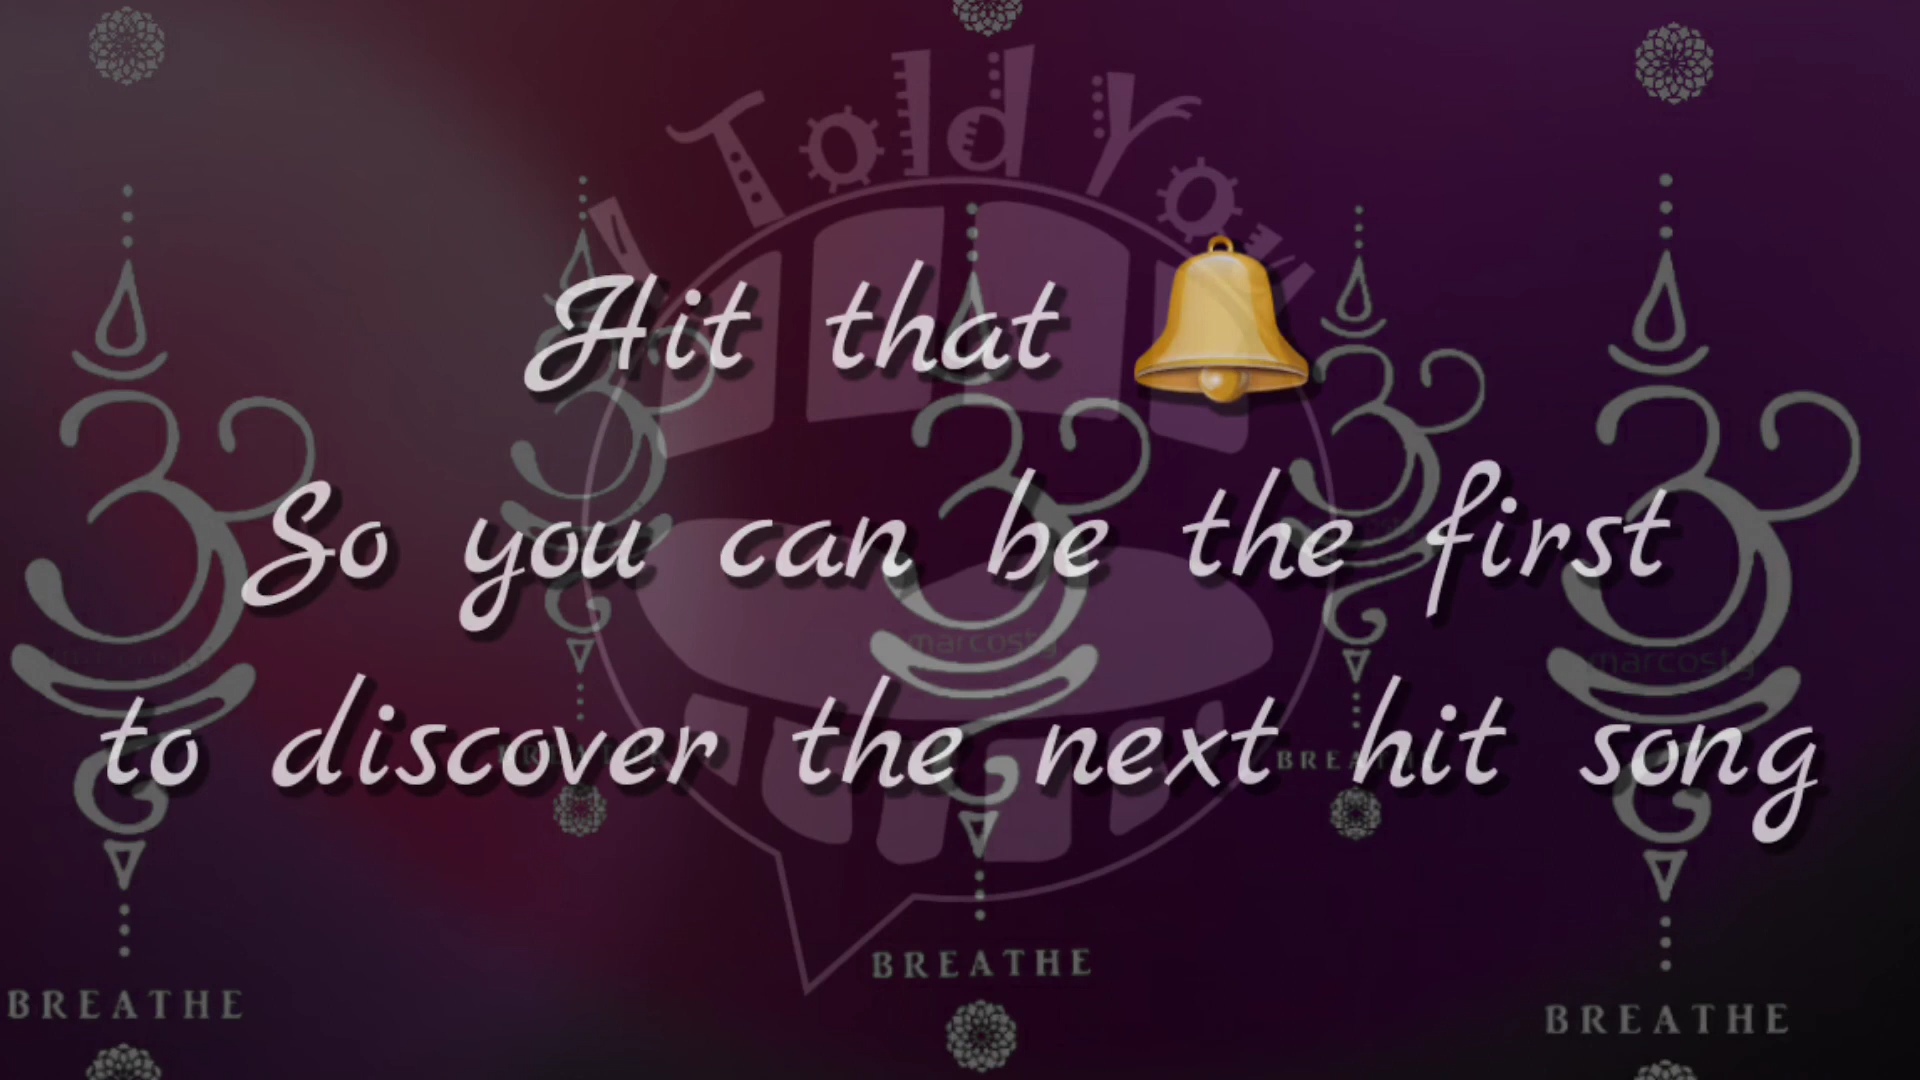 I Told You
Hit that 🔔
So you can be the first
marcostg
marcostg
to discover the next hit song
BREATHE
BREATHE
BREATHE
BREATHE